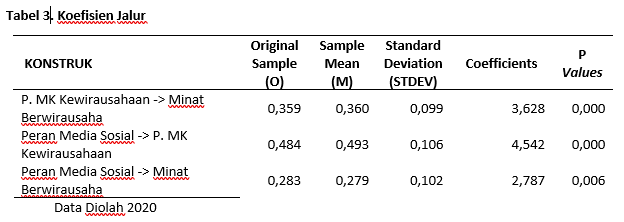 Tabel 3. Koefisien Jalur
KONSTRUK Original Sample (O) Sample Mean (M) Standard Deviation (STDEV) Coefficients P Values
P. MK Kewirausahaan -> Minat
Berwirausaha 0,359 0,360 0,099 3,628 0,000
Peran Media Sosial -> P. MK
Kewirausahaan 0,484 0,493 0,106 4,542 0,000
Peran Media Sosial -> Minat
Berwirausaha 0,283 0,279 0,102 2,787 0,006
Data Diolah 2020